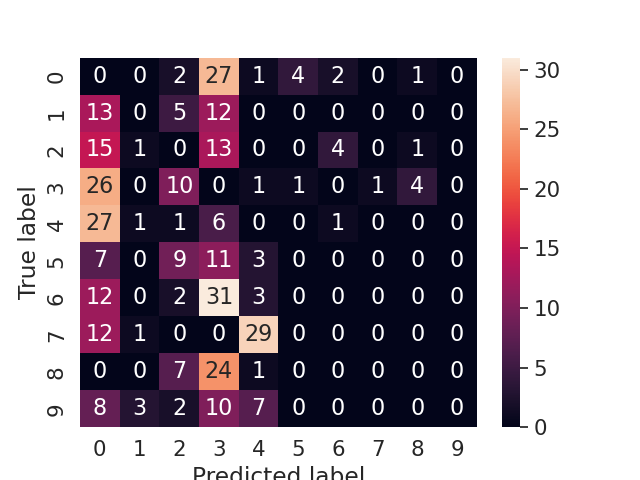 0 0 0 2 27 1 4 2 0 1 0
1 13 0 5 12 0 0 0 0 0 0
2 15 1 0 13 0 0 4 0 1 0
3 26 0 10 0 1 1 0 1 4 0
4 27 1 1 6 0 0 1 0 0 0
5 7 0 9 11 3 0 0 0 0 0
6 12 0 2 31 3 0 0 0 0 0
7 12 1 0 0 29 0 0 0 0 0
8 0 0 7 24 1 0 0 0 0 0
9 8 3 2 10 7 0 0 0 0 0
0 1 2 3 4 5 6 7 8 9
Predicted label
True label
30
25
20
15
10
5
0